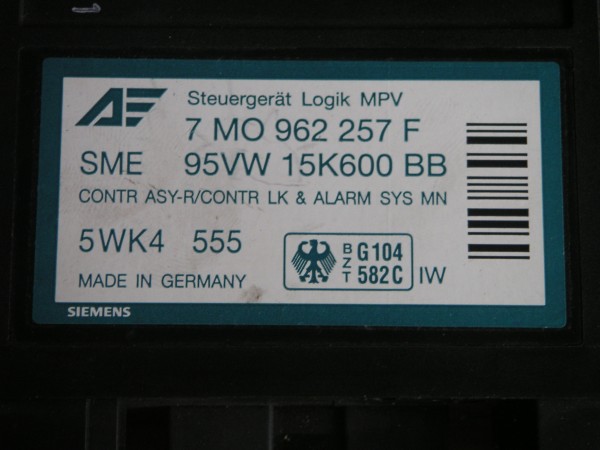 AE
Steuergerät Logik MPV
7 MO 962 257 F
SME 95VW 15K600 BB
CONTR ASY-R/CONTR LK & ALARM SYS MN
5WK4 555
BZT G104
582C IW
MADE IN GERMANY
SIEMENS